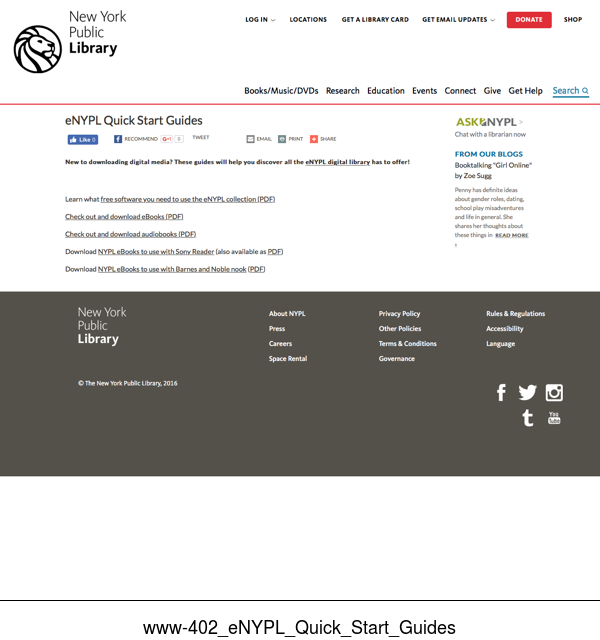 New York
Public
Library
LOG IN
LOCATIONS
GET A LIBRARY CARD
GET EMAIL UPDATES
DONATE
SHOP
Books/Music/DVDs Research Education Events Connect Give Get Help Search
eNYPL Quick Start Guides
Like 0
RECOMMEND
G+1 0
TWEET
EMAIL
PRINT
SHARE
New to downloading digital media? These guides will help you discover all the eNYPL digital library has to offer!
Learn what free software you need to use the eNYPL collection (PDF)
Check out and download eBooks (PDF)
Check out and download audiobooks (PDF)
Download NYPL eBooks to use with Sony Reader (also available as PDF)
Download NYPL eBooks to use with Barnes and Noble nook (PDF)
ASK NYPL >
Chat with a librarian now
FROM OUR BLOGS
Booktalking "Girl Online"
by Zoe Sugg
Penny has definite ideas
about gender roles, dating,
school play misadventures
and life in general. She
shares her thoughts about
these things in READ MORE
New York
Public
Library
About NYPL
Press
Careers
Space Rental
Privacy Policy
Other Policies
Terms & Conditions
Governance
Rules & Regulations
Accessibility
Language
© The New York Public Library, 2016
You
Tube
www-402_eNYPL_Quick_Start_Guides